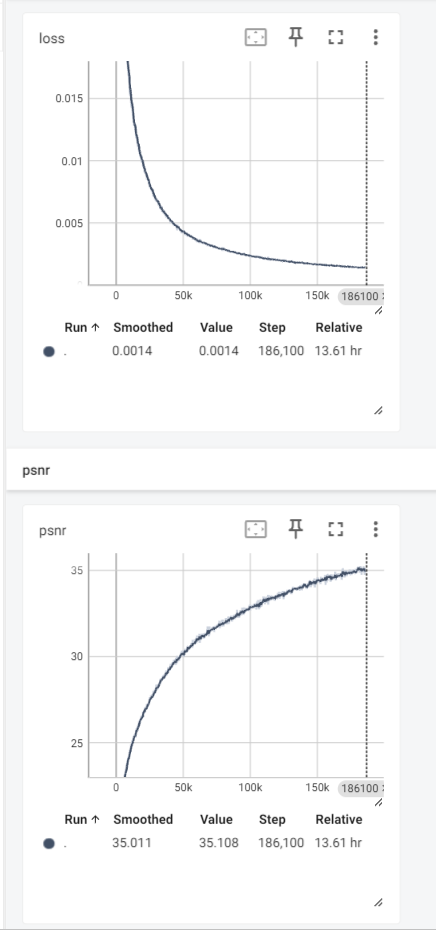 loss
0.015
0.01
0.005
0 50k 100k 150k 186100
Run ↑ Smoothed Value Step Relative
. 0.0014 0.0014 186,100 13.61 hr
psnr
psnr
35
30
25
0 50k 100k 150k 186100
Run ↑ Smoothed Value Step Relative
. 35.011 35.108 186,100 13.61 hr